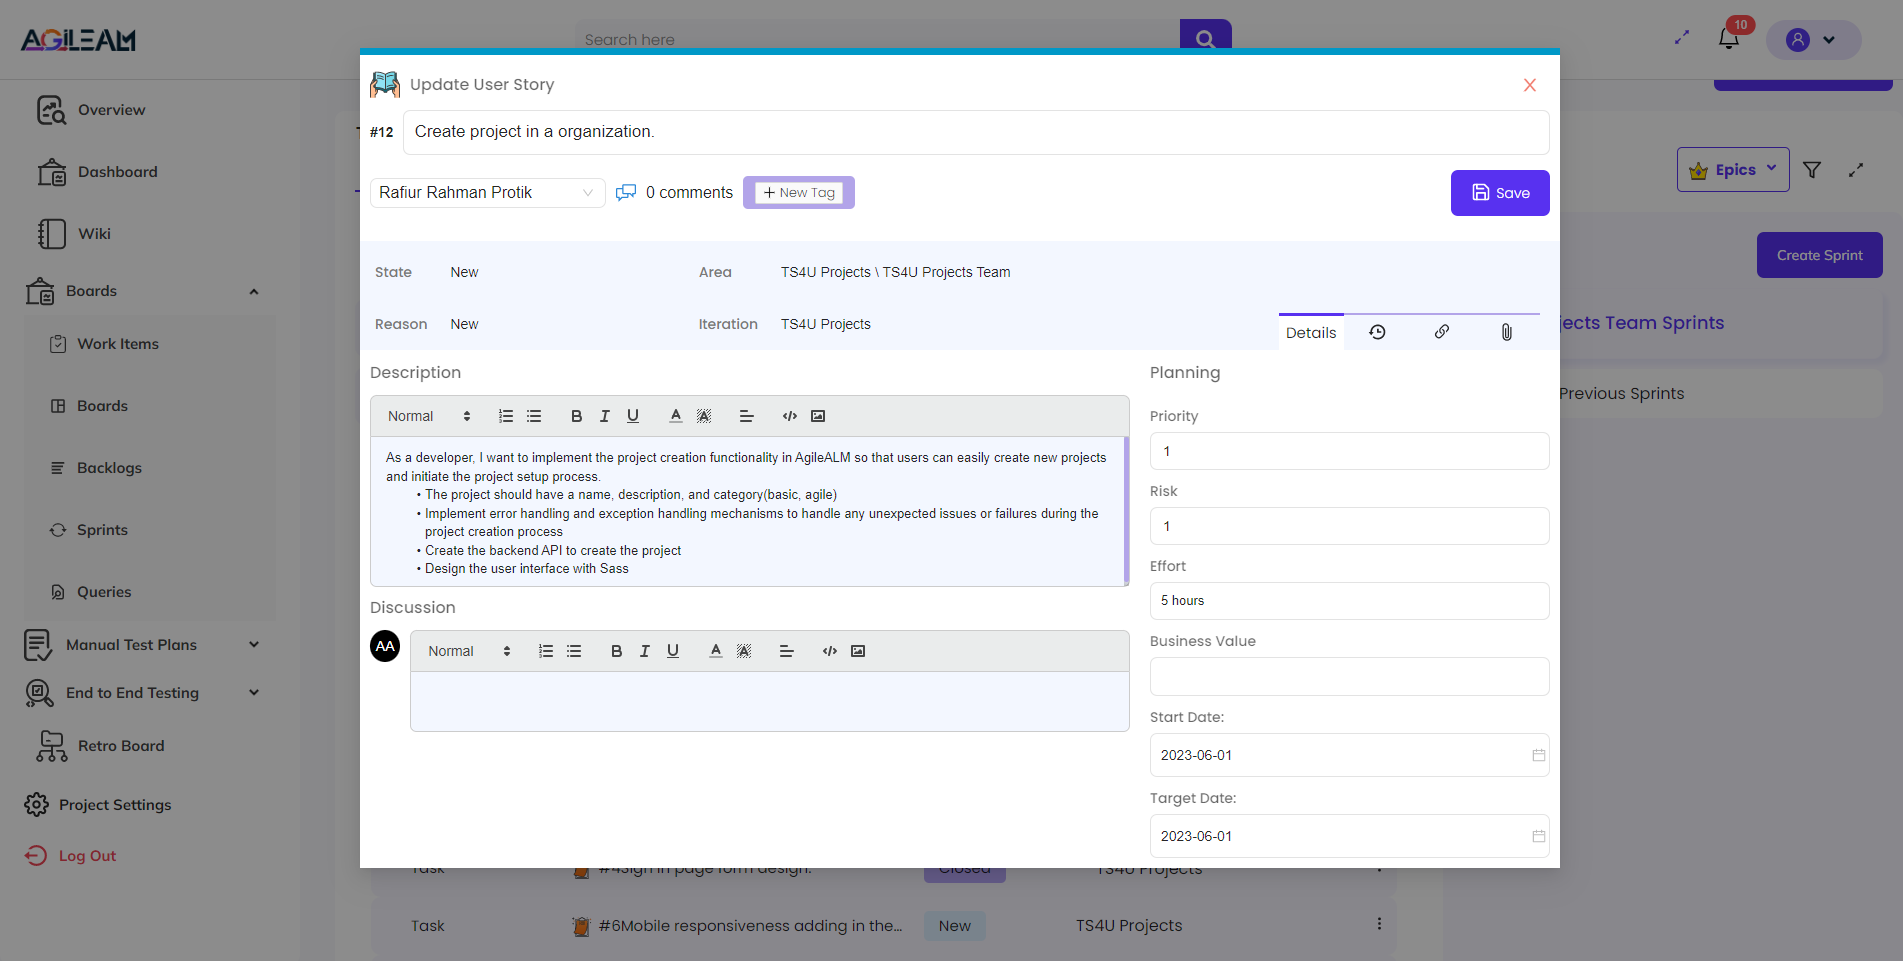 AGILEAM
Search here
10
Overview
Dashboard
Wiki
Boards
Work Items
Boards
Backlogs
Sprints
Queries
Manual Test Plans
End to End Testing
Retro Board
Project Settings
Log Out
Update User Story
#12
Create project in a organization.
Rafiur Rahman Protik
0 comments
+ New Tag
Save
State
New
Area
TS4U Projects \ TS4U Projects Team
Reason
New
Iteration
TS4U Projects
Details
Description
Normal
As a developer, I want to implement the project creation functionality in AgileALM so that users can easily create new projects
and initiate the project setup process.
• The project should have a name, description, and category(basic, agile)
• Implement error handling and exception handling mechanisms to handle any unexpected issues or failures during the
project creation process
• Create the backend API to create the project
• Design the user interface with Sass
Discussion
AA
Normal
Planning
Priority
1
Risk
1
Effort
5 hours
Business Value
Start Date:
2023-06-01
Target Date:
2023-06-01
Epics
Create Sprint
jects Team Sprints
Previous Sprints
Task
#4Sign in page form design.
Closed
TS4U Projects
Task
#6Mobile responsiveness adding in the...
New
TS4U Projects